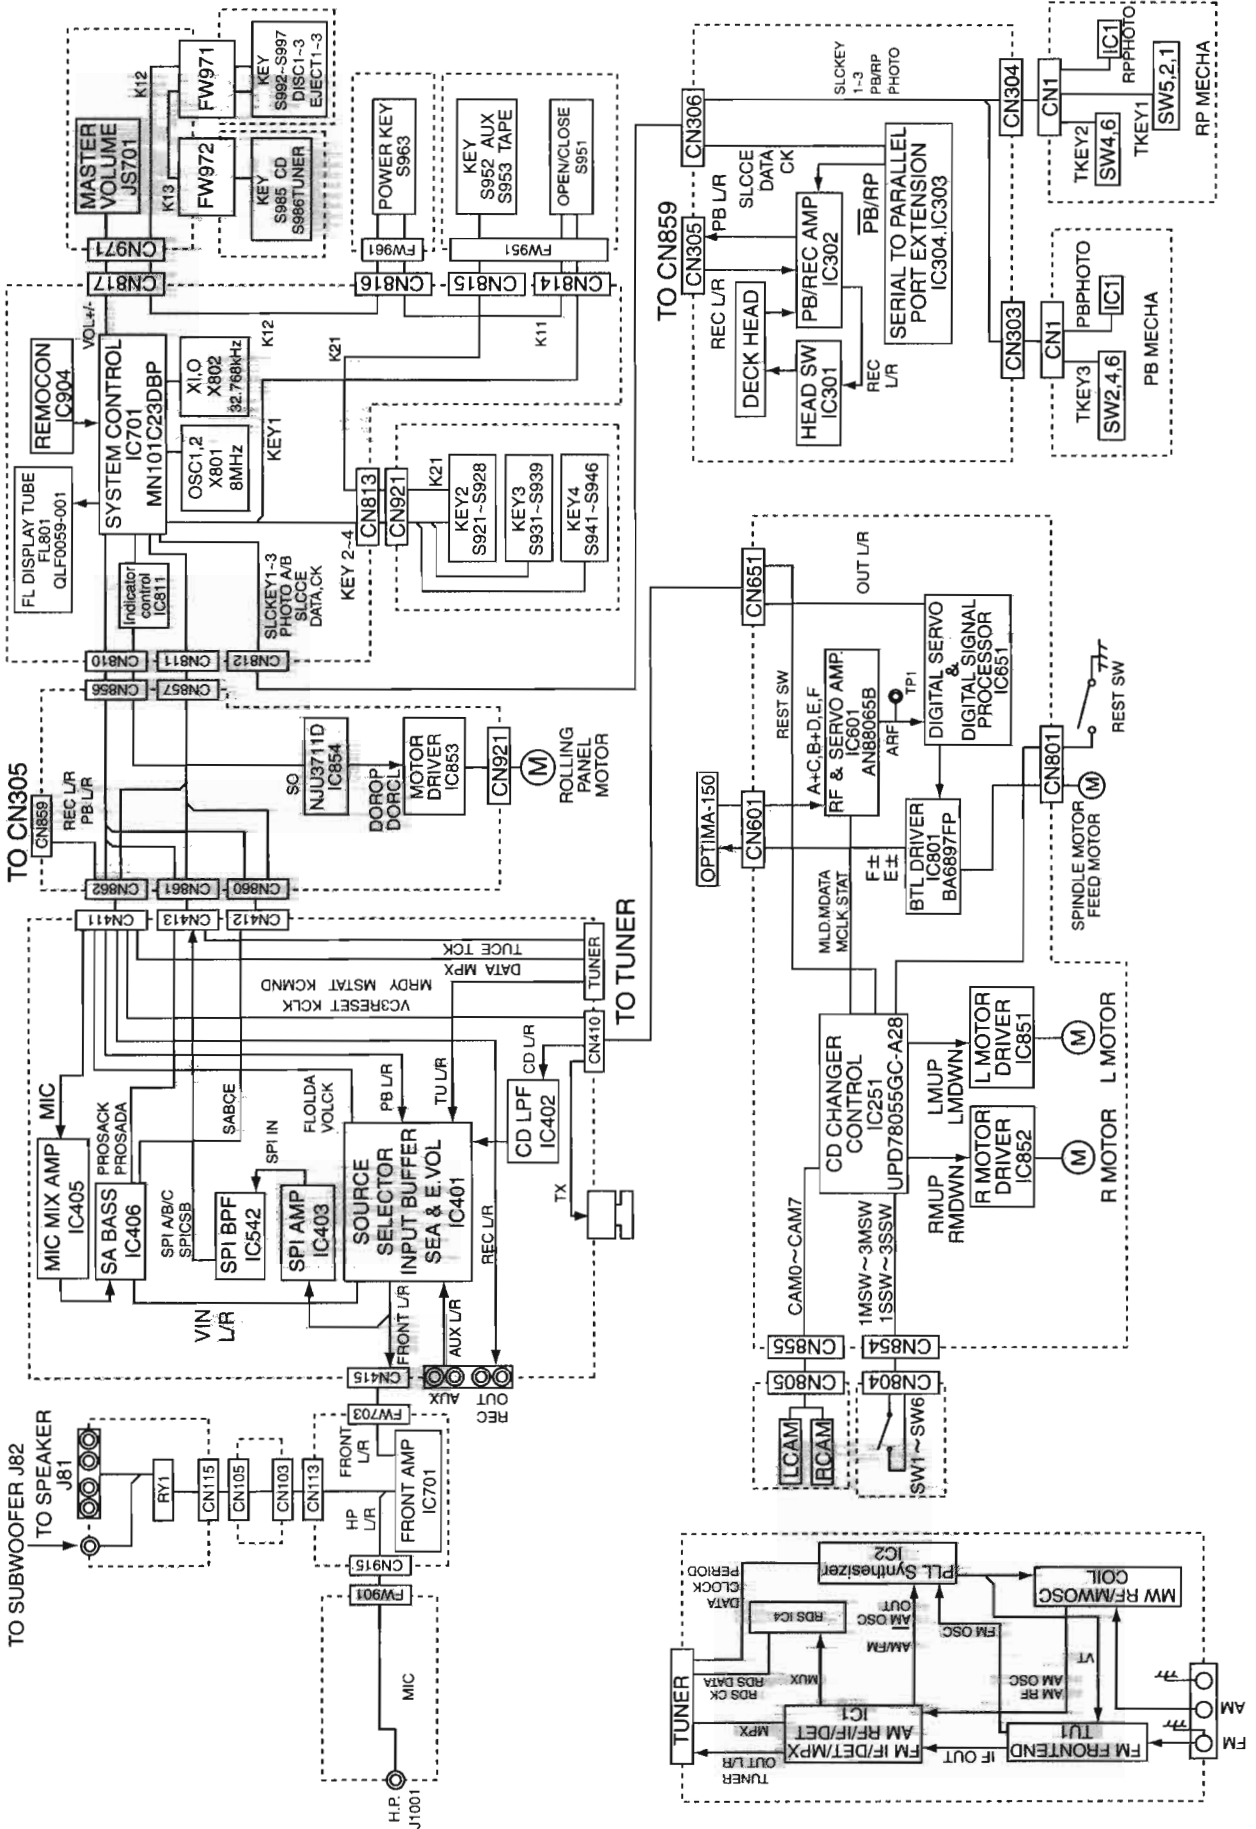 MASTER
VOLUME
JS701
K12
FW971
KEY
S992~S997
DISC1~3
EJECT1~3
K13
FW972
KEY
S985 CD
S986TUNER
POWER KEY
S963
KEY
S952 AUX
S953 TAPE
OPEN/CLOSE
S951
CN971
CN817
FW961
CN816
FW951
CN815
CN814
VOL+/-
REMOCON
IC904
SYSTEM CONTROL
IC701
MN101C23DBP
XI,O
X802
32.768kHz
OSC1,2
X801
8MHz
K12
K21
K11
KEY1
FL DISPLAY TUBE
FL801
QLF0059-001
Indicator
control
IC811
SLCKEY1~3
PHOTO A/B
SLCCE
DATA,CK
KEY 2~4
CN813
CN921
K21
KEY2
S921~S928
KEY3
S931~S939
KEY4
S941~S946
CN810
CN811
CN812
CN856
CN857
TO CN305
CN859
REC L/R
PB L/R
SO
NJU3711D
IC854
DOROP
DORCL
MOTOR
DRIVER
IC853
CN921
M
ROLLING
PANEL
MOTOR
CN862
CN861
CN860
CN411
CN413
CN412
TUCE TCK
DATA MPX
MRDY MSTAT KCMND
VC3RESET KCLK
TUNER
TO TUNER
CN410
MIC
MIC MIX AMP
IC405
PROSACK
PROSADA
SA BASS
IC406
SABCE
SPI A/B/C
SPICSB
SPI BPF
IC542
SPI IN
SPI AMP
IC403
FLOLDA
VOLCK
PB L/R
TU L/R
CD L/R
CD LPF
IC402
TX
SOURCE
SELECTOR
INPUT BUFFER
SEA & E.VOL
IC401
REC L/R
VIN
L/R
FRONT L/R
AUX L/R
CN415
AUX
REC
OUT
FW703
FRONT
L/R
FRONT AMP
IC701
HP
L/R
CN915
FW901
MIC
H.P.
J1001
TO SUBWOOFER J82
TO SPEAKER
J81
RY1
CN115
CN105
CN103
CN113
SLCKEY
1~3
PB/RP
PHOTO
CN304
CN1
IC1
RPPHOTO
TKEY2
SW4,6
TKEY1
SW5,2,1
RP MECHA
CN306
SLCCE
DATA
CK
TO CN859
CN305
PB L/R
REC L/R
PB/RP
PB/REC AMP
IC302
SERIAL TO PARALLEL
PORT EXTENSION
IC304.IC303
DECK HEAD
HEAD SW
IC301
REC
L/R
CN303
CN1
PBPHOTO
IC1
TKEY3
SW2,4,6
PB MECHA
CN651
OUT L/R
REST SW
A+C,B+D,E,F
RF & SERVO AMP.
IC601
AN88065B
ARF
TP1
DIGITAL SERVO
&
DIGITAL SIGNAL
PROCESSOR
IC651
OPTIMA-150
CN601
F±
E±
BTL DRIVER
IC801
BA6897FP
CN801
REST SW
M
SPINDLE MOTOR
FEED MOTOR
MLD.MDATA
MCLK.STAT
CD CHANGER
CONTROL
IC251
UPD78055GC-A28
LMUP
LMDWN
L MOTOR
DRIVER
IC851
M
L MOTOR
RMUP
RMDWN
R MOTOR
DRIVER
IC852
M
R MOTOR
CAM0~CAM7
1MSW~3MSW
1SSW~3SSW
CN855
CN854
CN805
CN804
LCAM
RCAM
SW1~SW6
TUNER
DATA
CLOCK
PERIOD
RDS CK
RDS DATA
MPX
TUNER
OUT L/R
PLL Synthesizer
IC2
RDS IC4
MUX
AM/FM
AM OSC
OUT
FM OSC
MW RF/MWOSC
COIL
VT
AM RF
AM OSC
FM IF/DET/MPX
AM RF/IF/DET
IC1
IF OUT
FM FRONTEND
TU1
FM
AM